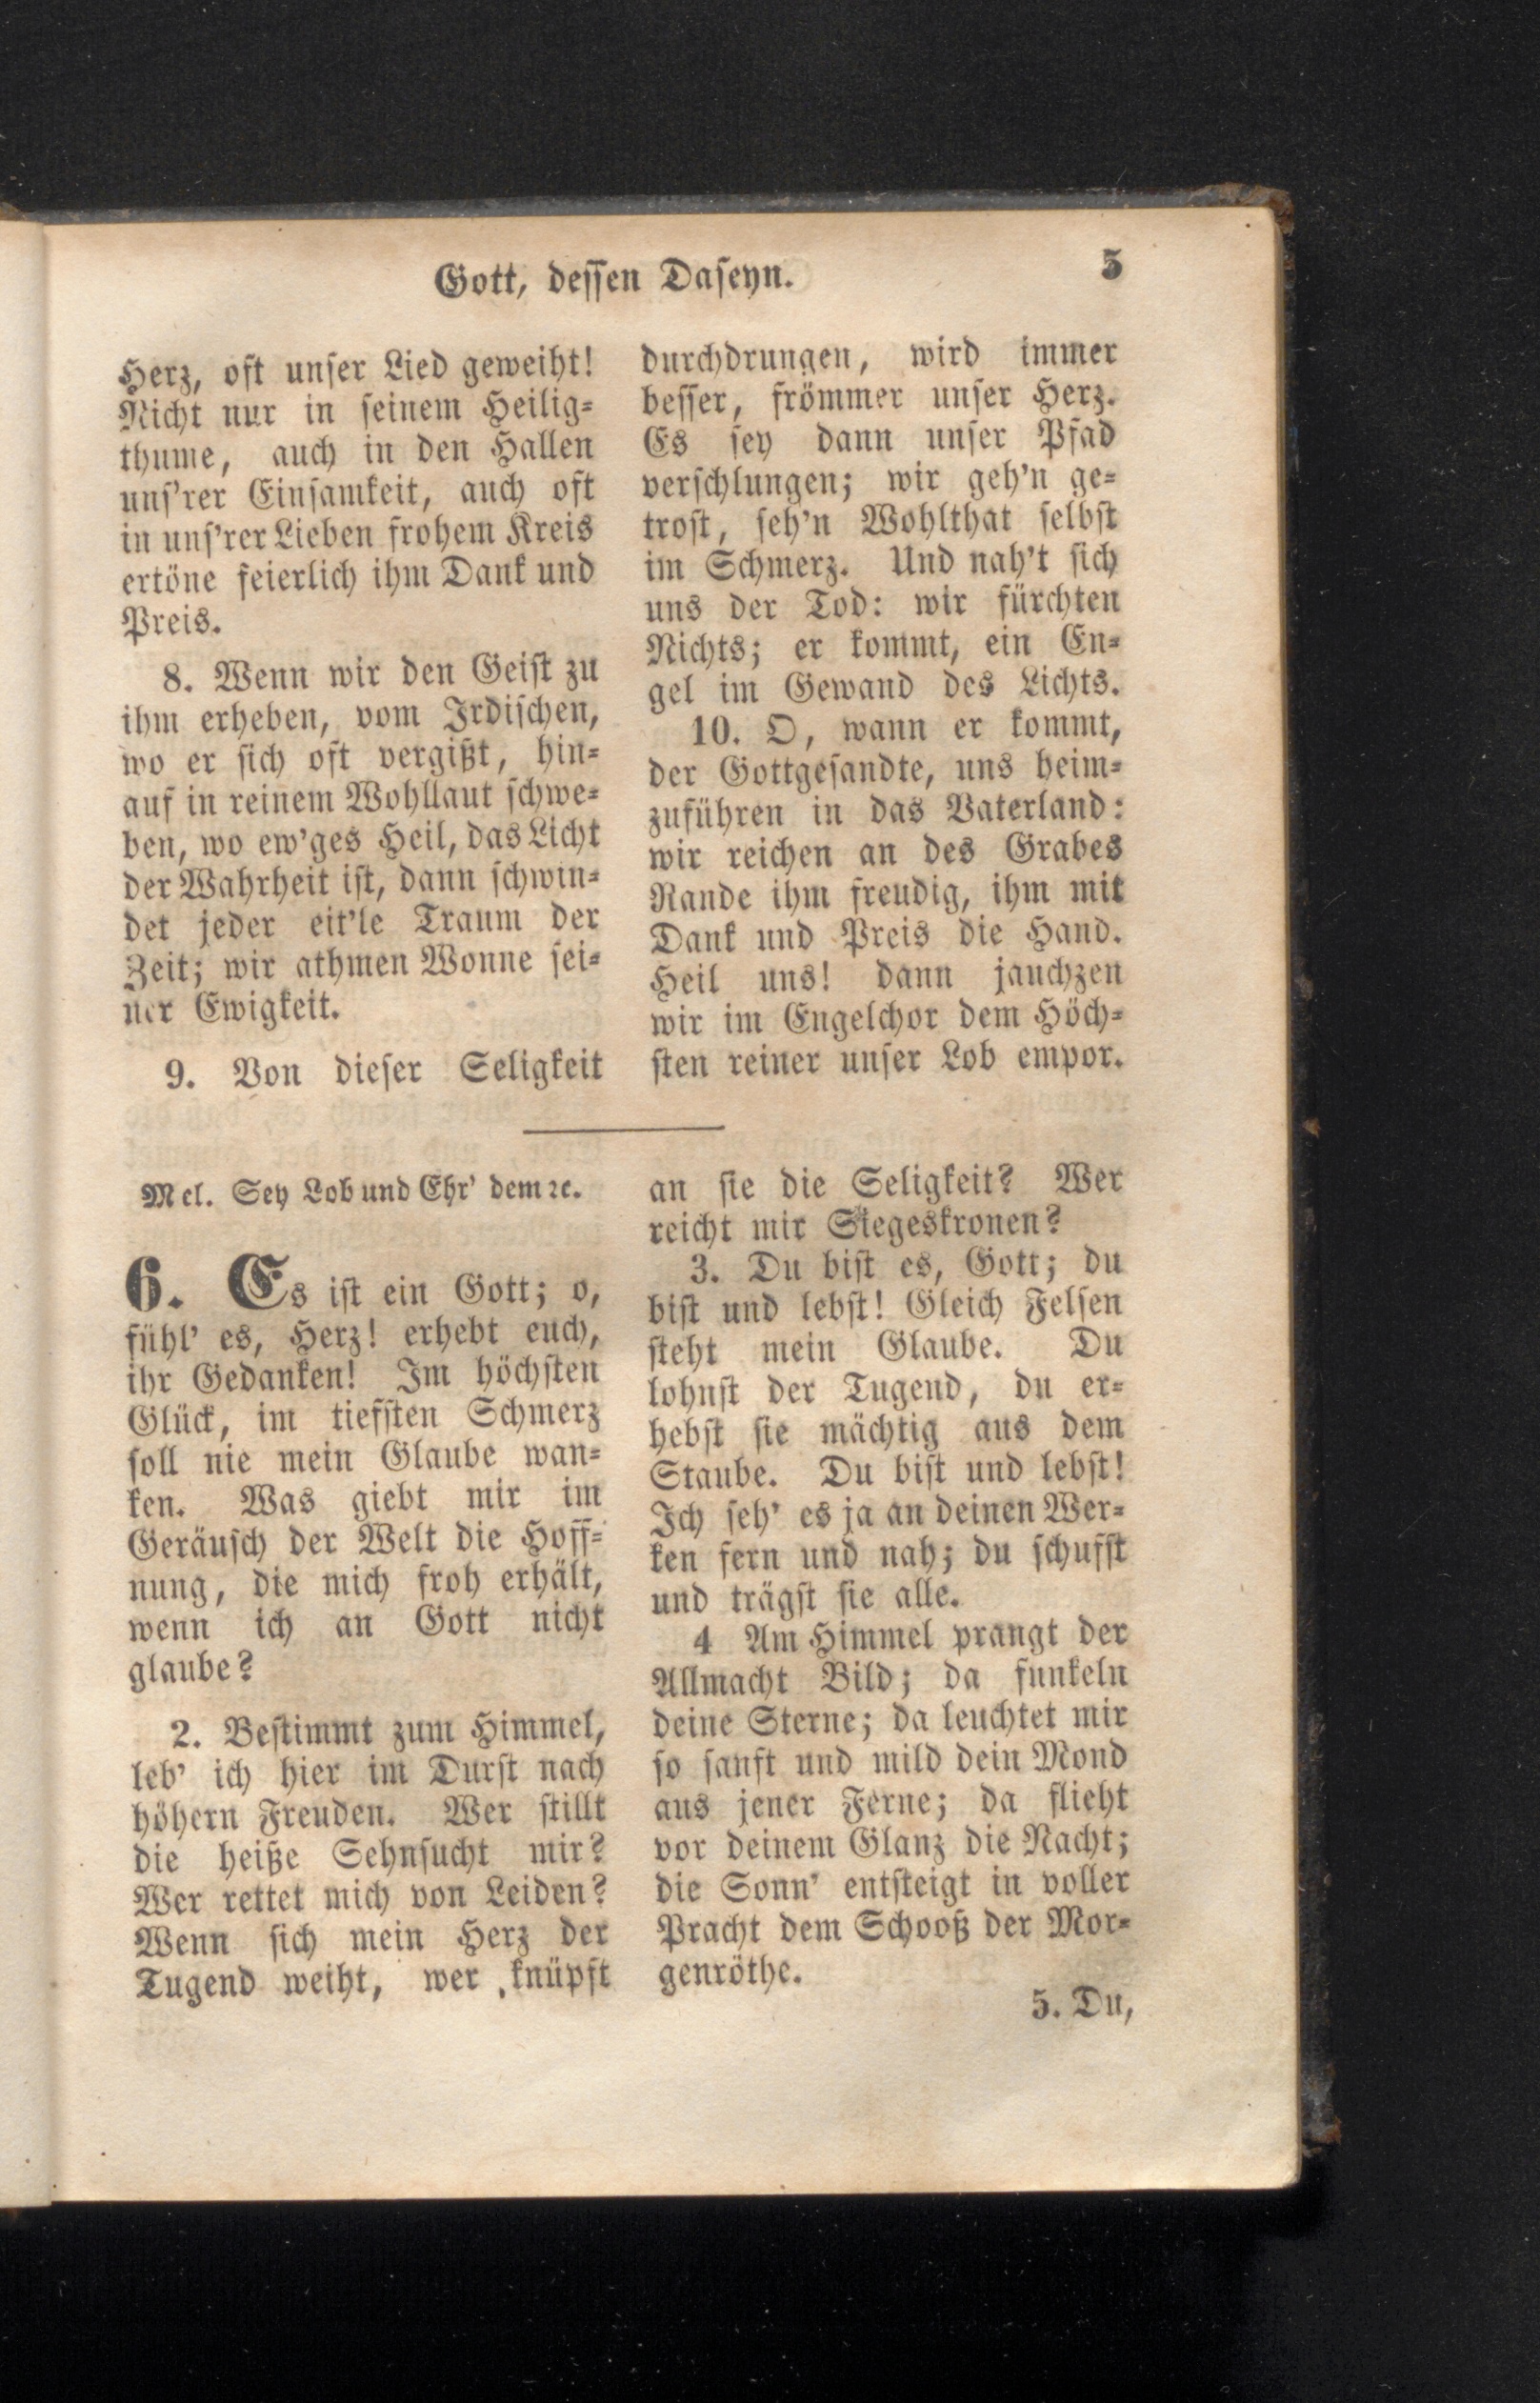 Gott, dessen Daseyn.
5
Herz, oft unser Lied geweiht!
Nicht nur in seinem Heilig-
thume, auch in den Hallen
uns'rer Einsamkeit, auch oft
in uns'rer Lieben frohem Kreis
ertöne feierlich ihm Dank und
Preis.
8. Wenn wir den Geist zu
ihm erheben, vom Irdischen,
wo er sich oft vergißt, hin-
auf in reinem Wohllaut schwe-
ben, wo ew'ges Heil, das Licht
der Wahrheit ist, dann schwin-
det jeder eit'le Traum der
Zeit; wir athmen Wonne sei-
ner Ewigkeit.
9. Von dieser Seligkeit
durchdrungen, wird immer
besser, frömmer unser Herz.
Es sey dann unser Pfad
verschlungen; wir geh'n ge-
trost, seh'n Wohlthat selbst
im Schmerz. Und nah't sich
uns der Tod: wir fürchten
Nichts; er kommt, ein En-
gel im Gewand des Lichts.
10. O, wann er kommt,
der Gottgesandte, uns heim-
zuführen in das Vaterland:
wir reichen an des Grabes
Rande ihm freudig, ihm mit
Dank und Preis die Hand.
Heil uns! dann jauchzen
wir im Engelchor dem Höch-
sten reiner unser Lob empor.
Mel. Sey Lob und Ehr' dem ꝛc.
6. Es ist ein Gott; o,
fühl' es, Herz! erhebt euch,
ihr Gedanken! Im höchsten
Glück, im tiefsten Schmerz
soll nie mein Glaube wan-
ken. Was giebt mir im
Geräusch der Welt die Hoff-
nung, die mich froh erhält,
wenn ich an Gott nicht
glaube?
2. Bestimmt zum Himmel,
leb' ich hier im Durst nach
höhern Freuden. Wer stillt
die heiße Sehnsucht mir?
Wer rettet mich von Leiden?
Wenn sich mein Herz der
Tugend weiht, wer knüpft
an sie die Seligkeit? Wer
reicht mir Siegeskronen?
3. Du bist es, Gott; du
bist und lebst! Gleich Felsen
steht mein Glaube. Du
lohnst der Tugend, du er-
hebst sie mächtig aus dem
Staube. Du bist und lebst!
Ich seh' es ja an deinen Wer-
ken fern und nah; du schufst
und trägst sie alle.
4 Am Himmel prangt der
Allmacht Bild; da funkeln
deine Sterne; da leuchtet mir
so sanft und mild dein Mond
aus jener Ferne; da flieht
vor deinem Glanz die Nacht;
die Sonn' entsteigt in voller
Pracht dem Schooß der Mor-
genröthe.
5. Du,